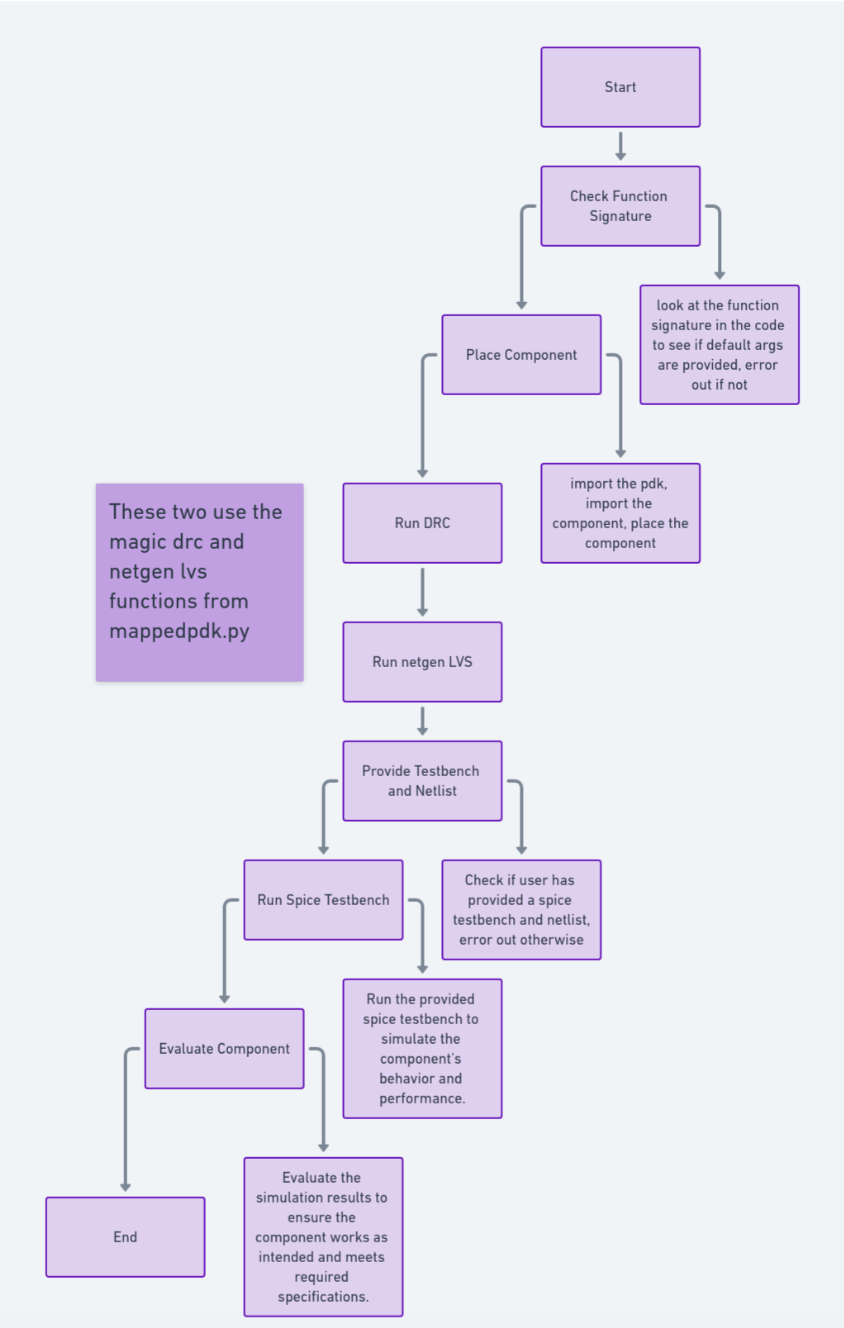 Start
Check Function
Signature
look at the function
signature in the code
to see if default args
are provided, error
out if not
Place Component
import the pdk,
import the
component, place the
component
Run DRC
These two use the
magic drc and
netgen lvs
functions from
mappedpdk.py
Run netgen LVS
Provide Testbench
and Netlist
Check if user has
provided a spice
testbench and netlist,
error out otherwise
Run Spice Testbench
Run the provided
spice testbench to
simulate the
component's
behavior and
performance.
Evaluate Component
Evaluate the
simulation results to
ensure the
component works as
intended and meets
required
specifications.
End